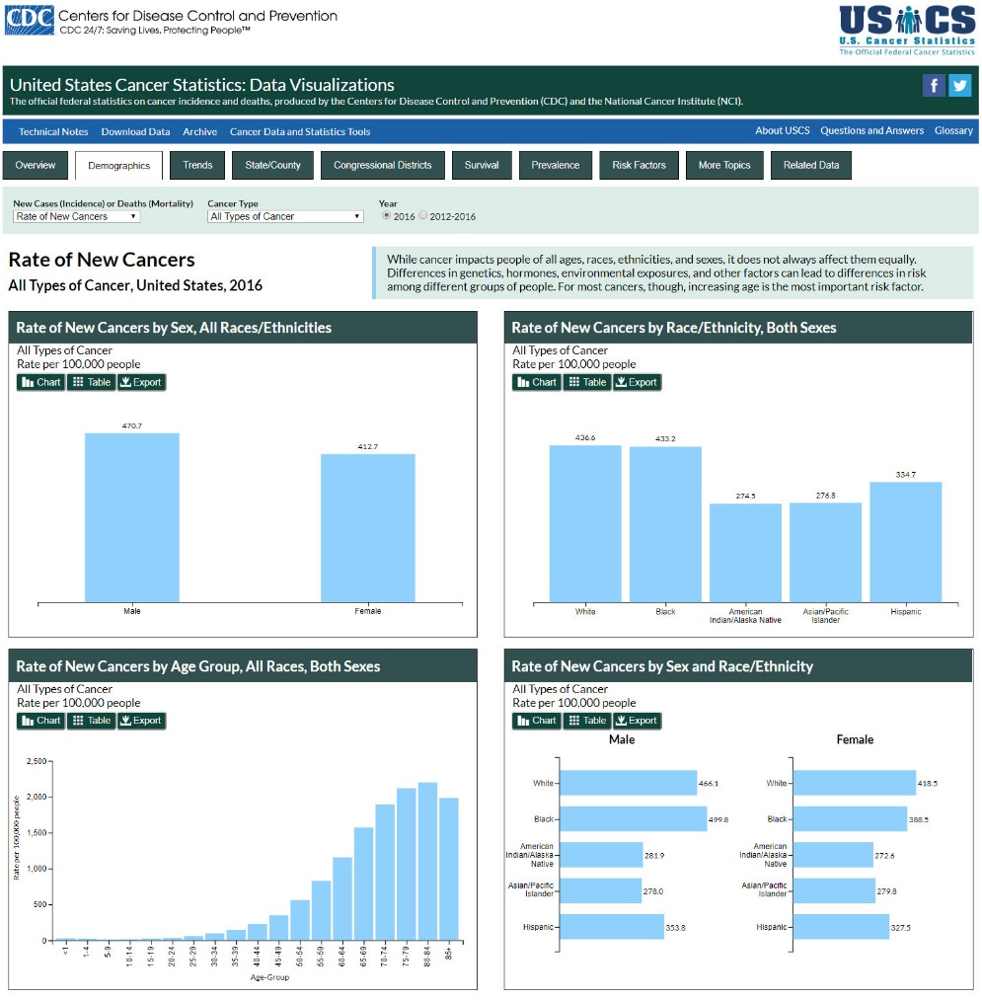 CDC
Centers for Disease Control and Prevention
CDC 24/7: Saving Lives, Protecting People™
USCS
U.S. Cancer Statistics
The Official Federal Cancer Statistics
United States Cancer Statistics: Data Visualizations
The official federal statistics on cancer incidence and deaths, produced by the Centers for Disease Control and Prevention (CDC) and the National Cancer Institute (NCI).
f
Technical Notes Download Data Archive Cancer Data and Statistics Tools About USCS Questions and Answers Glossary
Overview Demographics Trends State/County Congressional Districts Survival Prevalence Risk Factors More Topics Related Data
New Cases (Incidence) or Deaths (Mortality) Cancer Type Year
Rate of New Cancers All Types of Cancer 2016 2012-2016
Rate of New Cancers
All Types of Cancer, United States, 2016
While cancer impacts people of all ages, races, ethnicities, and sexes, it does not always affect them equally.
Differences in genetics, hormones, environmental exposures, and other factors can lead to differences in risk
among different groups of people. For most cancers, though, increasing age is the most important risk factor.
Rate of New Cancers by Sex, All Races/Ethnicities
All Types of Cancer
Rate per 100,000 people
Chart Table Export
470.7
412.7
Male Female
Rate of New Cancers by Race/Ethnicity, Both Sexes
All Types of Cancer
Rate per 100,000 people
Chart Table Export
436.6 433.2 274.5 276.8 334.7
White Black American Indian/Alaska Native Asian/Pacific Islander Hispanic
Rate of New Cancers by Age Group, All Races, Both Sexes
All Types of Cancer
Rate per 100,000 people
Chart Table Export
Rate per 100,000 people
2,500
2,000
1,500
1,000
500
0
<1 1-4 5-9 10-14 15-19 20-24 25-29 30-34 35-39 40-44 45-49 50-54 55-59 60-64 65-69 70-74 75-79 80-84 85+
Age-Group
Rate of New Cancers by Sex and Race/Ethnicity
All Types of Cancer
Rate per 100,000 people
Chart Table Export
Male
White 466.1
Black 499.8
American
Indian/Alaska 281.9
Native
Asian/Pacific
Islander 278.0
Hispanic 353.8
Female
White 418.5
Black 388.5
American
Indian/Alaska 272.6
Native
Asian/Pacific
Islander 279.8
Hispanic 327.5